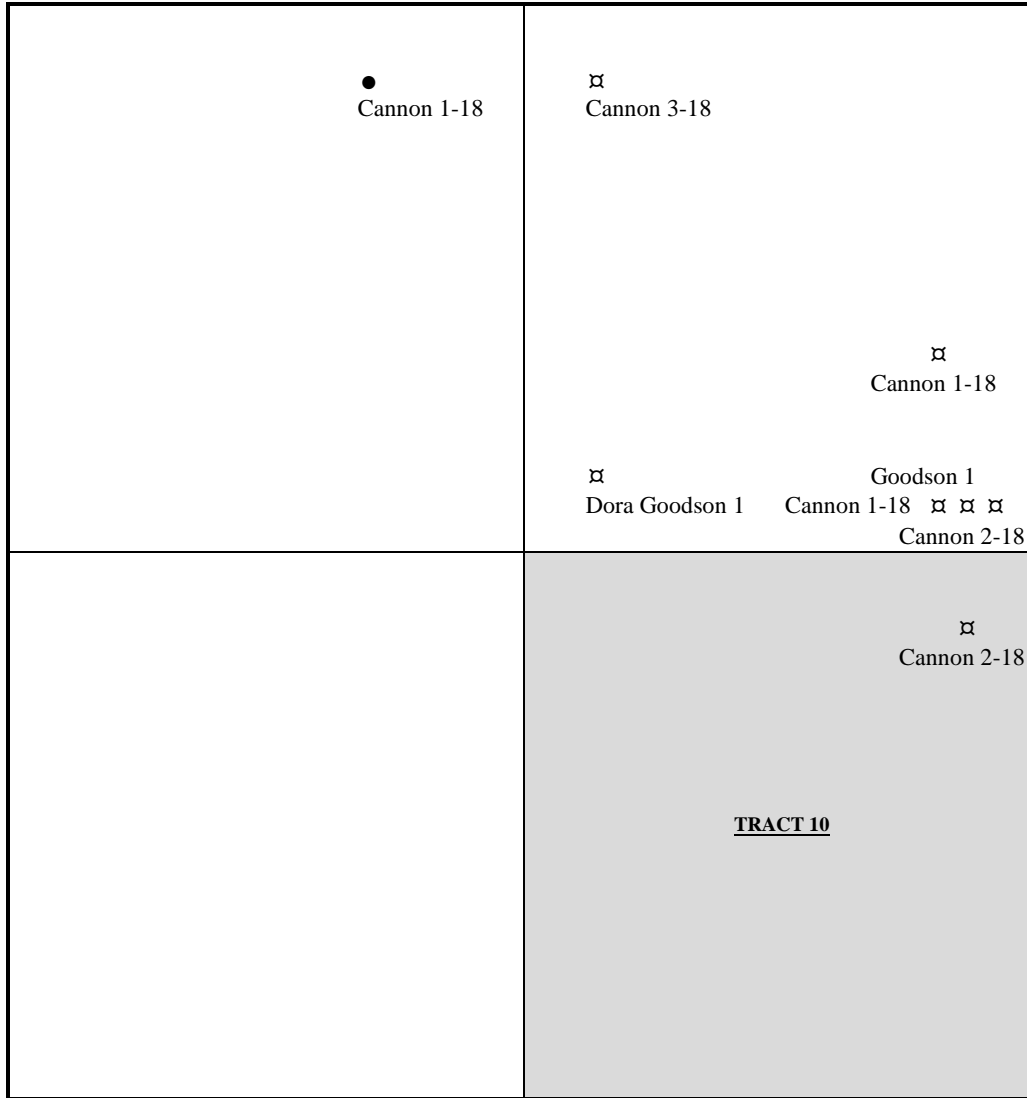 ● ¤
Cannon 1-18 Cannon 3-18
¤
Cannon 1-18
¤ Goodson 1
Dora Goodson 1 Cannon 1-18 ¤ ¤ ¤
Cannon 2-18
¤
Cannon 2-18
TRACT 10